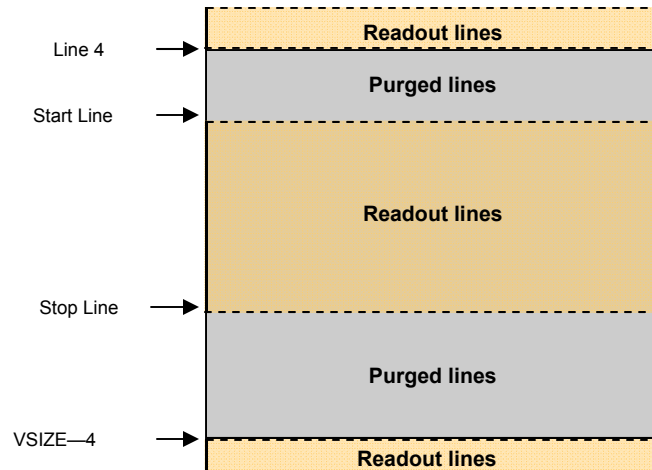 Readout lines
Line 4
Purged lines
Start Line
Readout lines
Stop Line
Purged lines
VSIZE—4
Readout lines